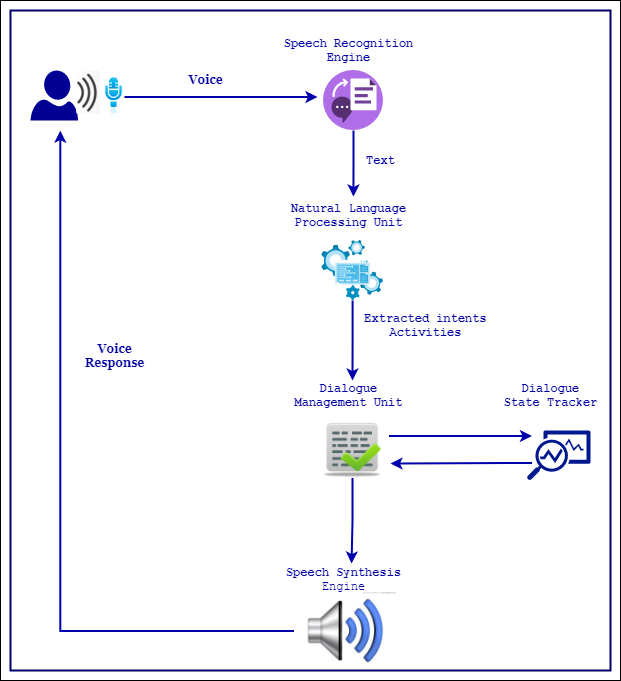 Speech Recognition
Engine
Voice
Text
Natural Language
Processing Unit
Extracted intents
Activities
Voice
Response
Dialogue
Management Unit
Dialogue
State Tracker
Speech Synthesis
Engine